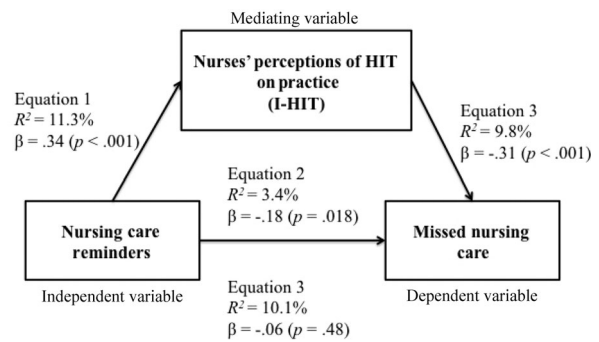 Mediating variable
Nurses' perceptions of HIT
on practice
(I-HIT)
Equation 1
R² = 11.3%
β = .34 (p < .001)
Equation 3
R² = 9.8%
β = -.31 (p < .001)
Equation 2
R² = 3.4%
β = -.18 (p = .018)
Nursing care
reminders
Missed nursing
care
Independent variable
Dependent variable
Equation 3
R² = 10.1%
β = -.06 (p = .48)